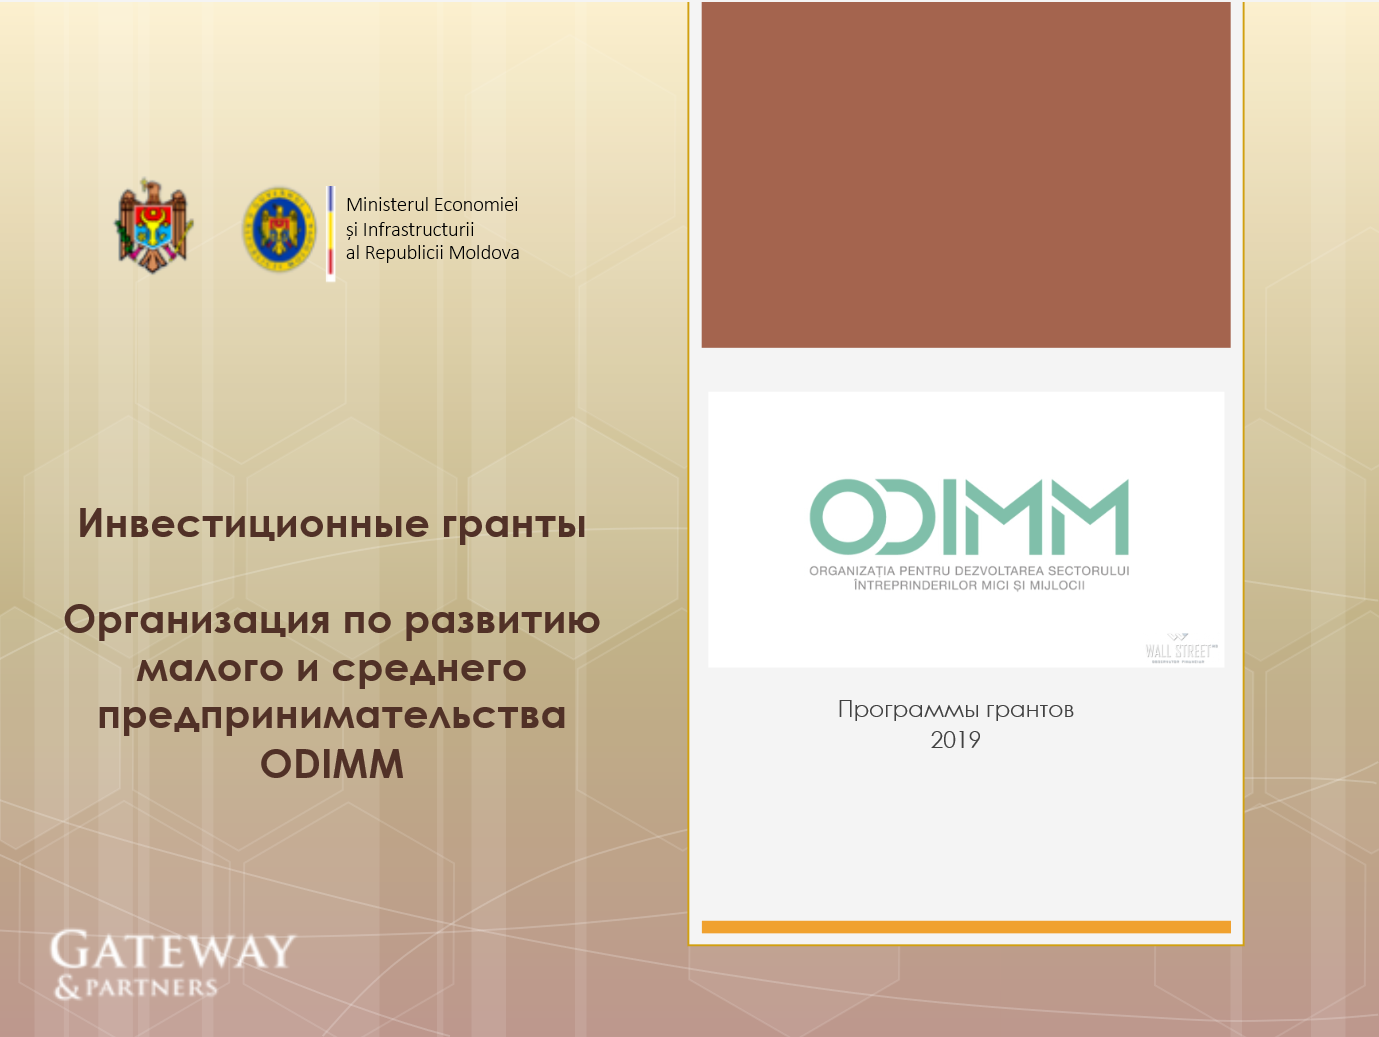 Ministerul Economiei
și Infrastructurii
al Republicii Moldova
Инвестиционные гранты
Организация по развитию
малого и среднего
предпринимательства
ODIMM
GATEWAY
& PARTNERS
ODIMM
ORGANIZAȚIA PENTRU DEZVOLTAREA SECTORULUI
ÎNTREPRINDERILOR MICI ȘI MIJLOCII
WALL STREET
Программы грантов
2019